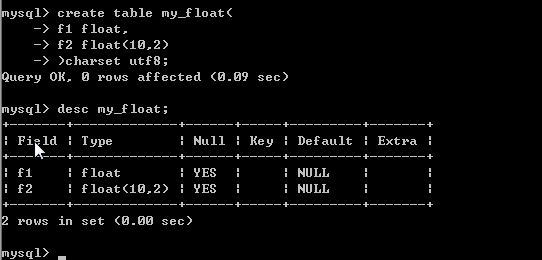 mysql> create table my_float(
    -> f1 float,
    -> f2 float(10,2)
    -> )charset utf8;
Query OK, 0 rows affected (0.09 sec)
mysql> desc my_float;
+-------+-------------+------+-----+---------+-------+
| Field | Type        | Null | Key | Default | Extra |
+-------+-------------+------+-----+---------+-------+
| f1    | float       | YES  |     | NULL    |       |
| f2    | float(10,2) | YES  |     | NULL    |       |
+-------+-------------+------+-----+---------+-------+
2 rows in set (0.00 sec)
mysql> _